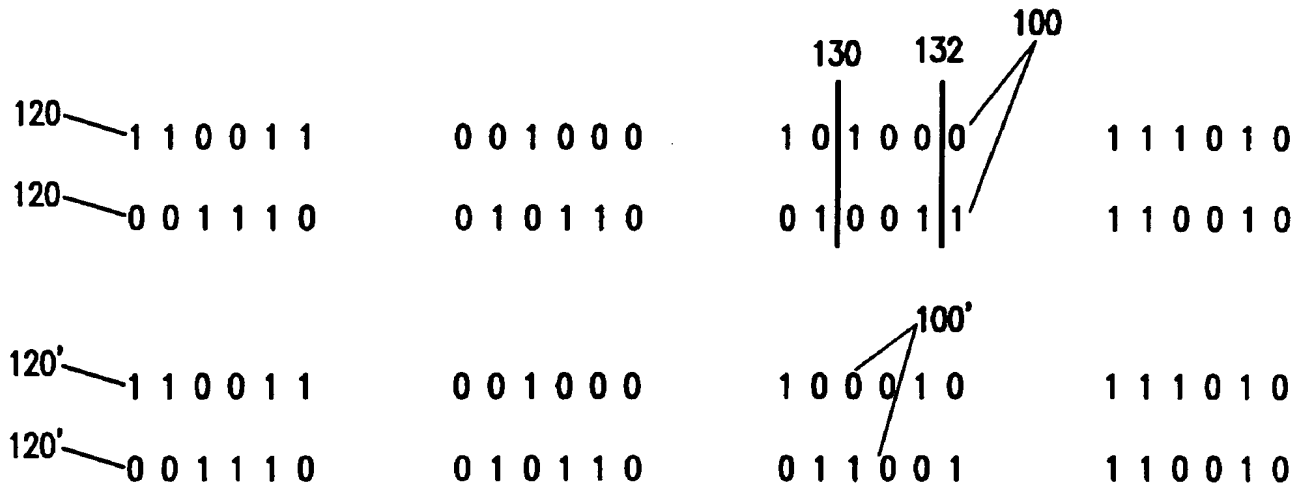 100
130 132
120 1 1 0 0 1 1 0 0 1 0 0 0 1 0 1 0 0 0 1 1 1 0 1 0
120 0 0 1 1 1 0 0 1 0 1 1 0 0 1 0 0 1 1 1 1 0 0 1 0
100'
120' 1 1 0 0 1 1 0 0 1 0 0 0 1 0 0 0 1 0 1 1 1 0 1 0
120' 0 0 1 1 1 0 0 1 0 1 1 0 0 1 1 0 0 1 1 1 0 0 1 0